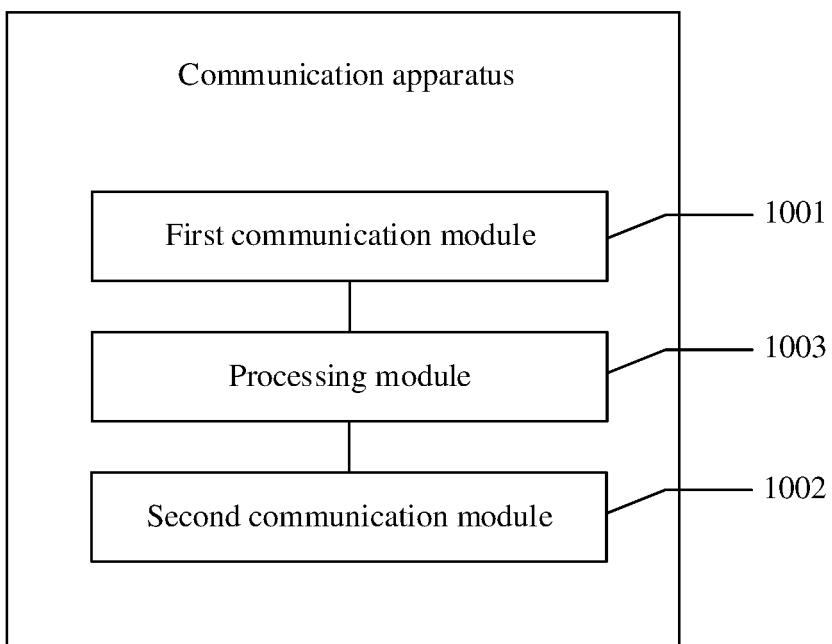 Communication apparatus
First communication module
1001
Processing module
1003
Second communication module
1002